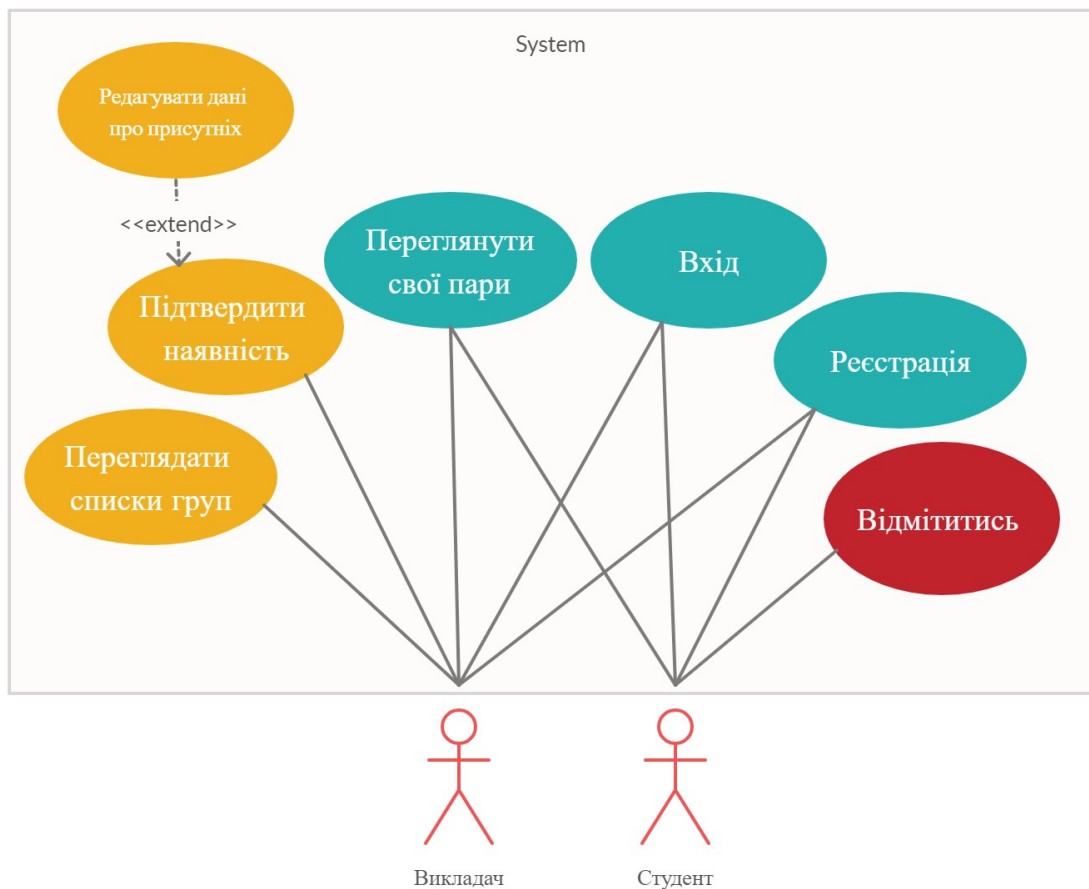 System
Редагувати дані
про присутніх
<<extend>>
Підтвердити
наявність
Переглядати
списки груп
Переглянути
свої пари
Вхід
Реєстрація
Відмітитись
Викладач
Студент